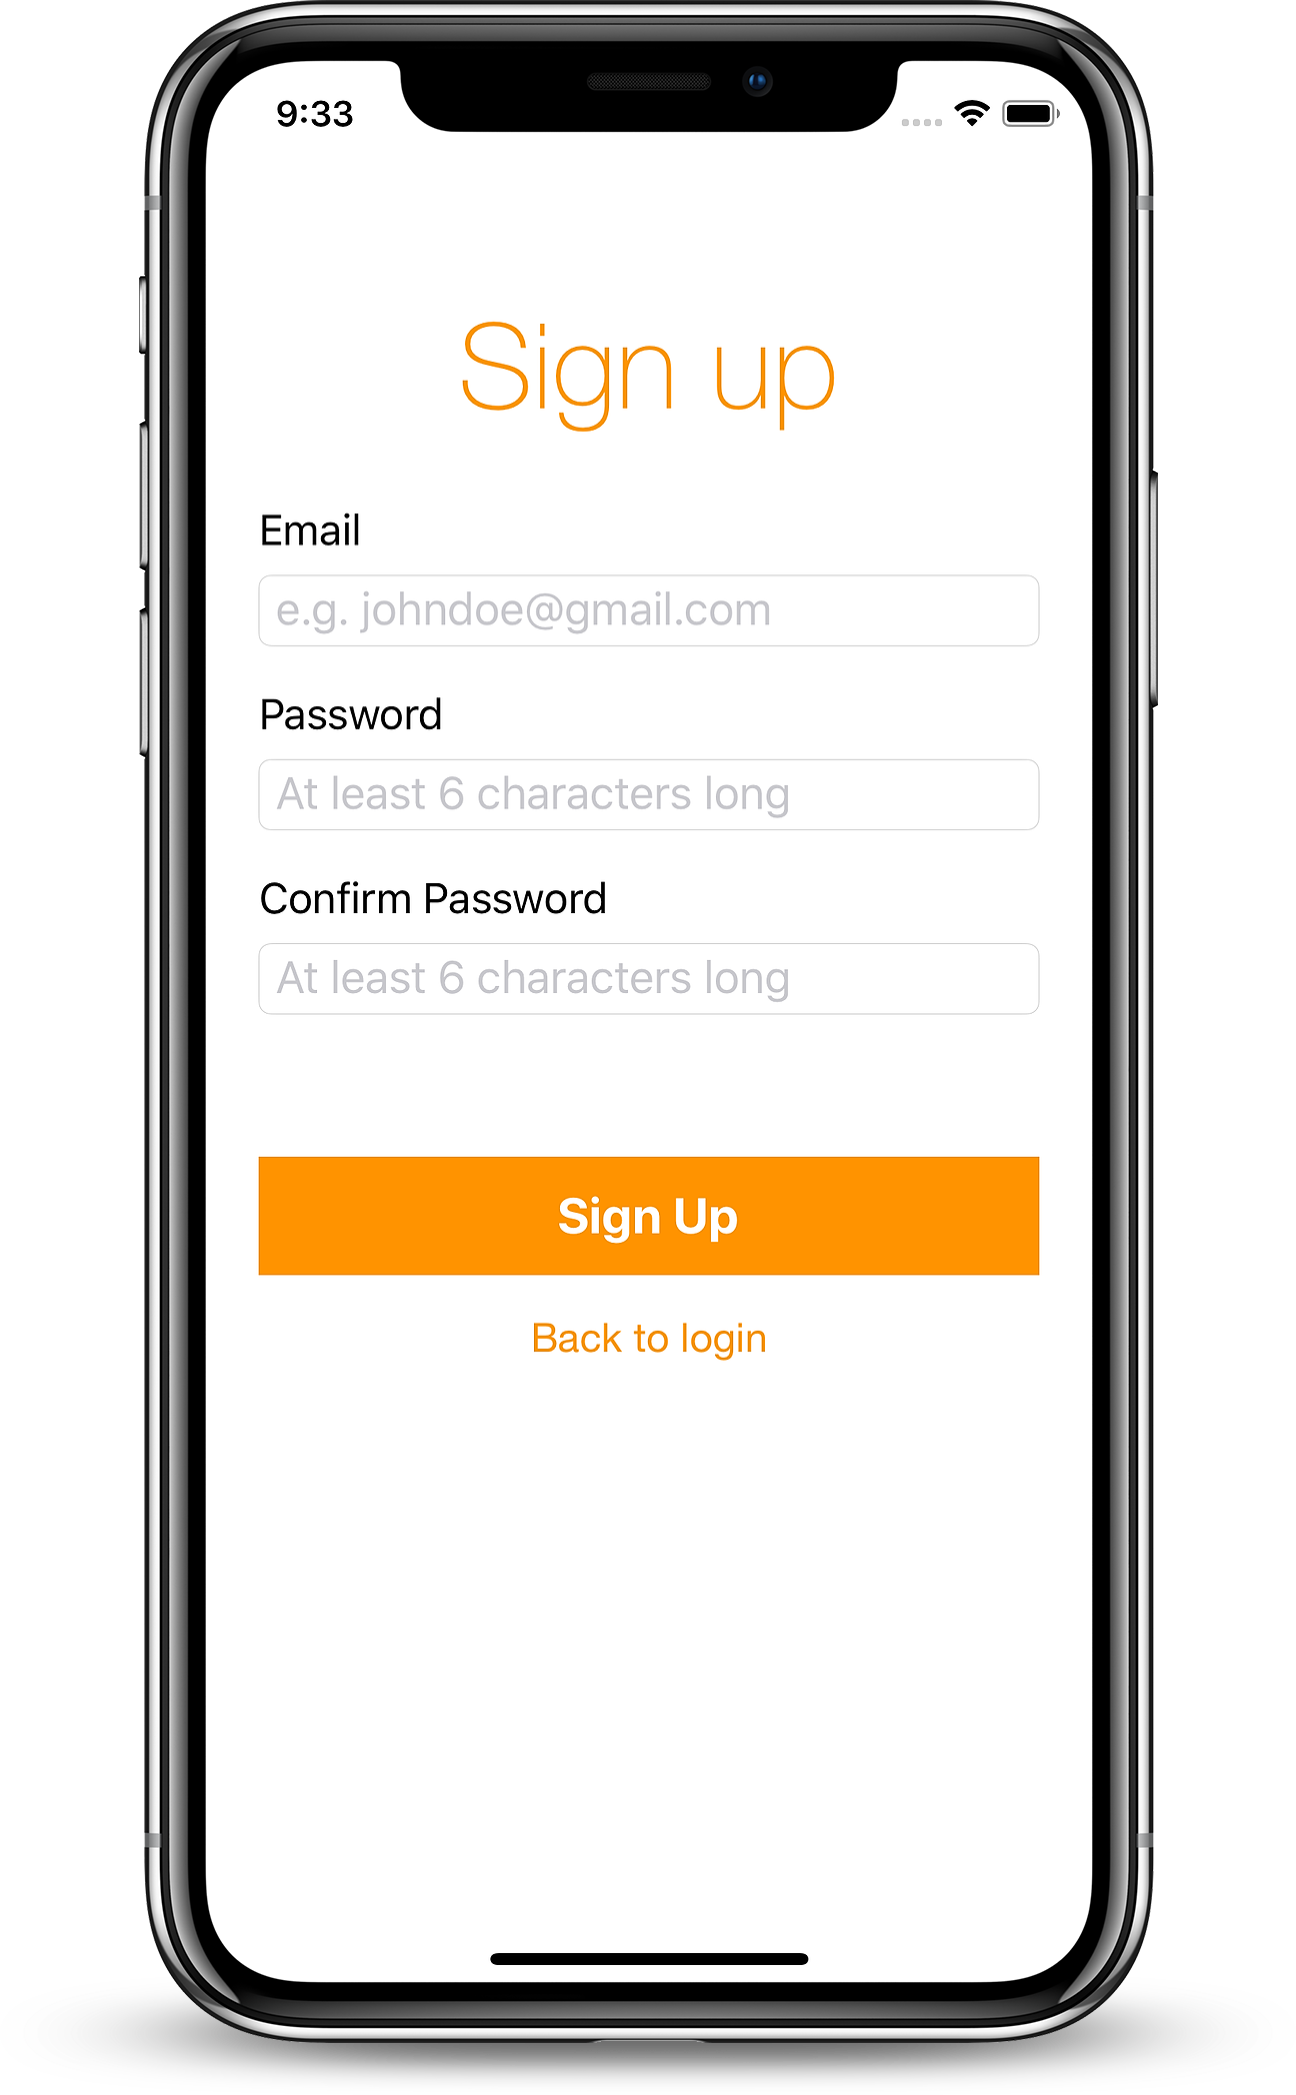 9:33
Sign up
Email
e.g. johndoe@gmail.com
Password
At least 6 characters long
Confirm Password
At least 6 characters long
Sign Up
Back to login